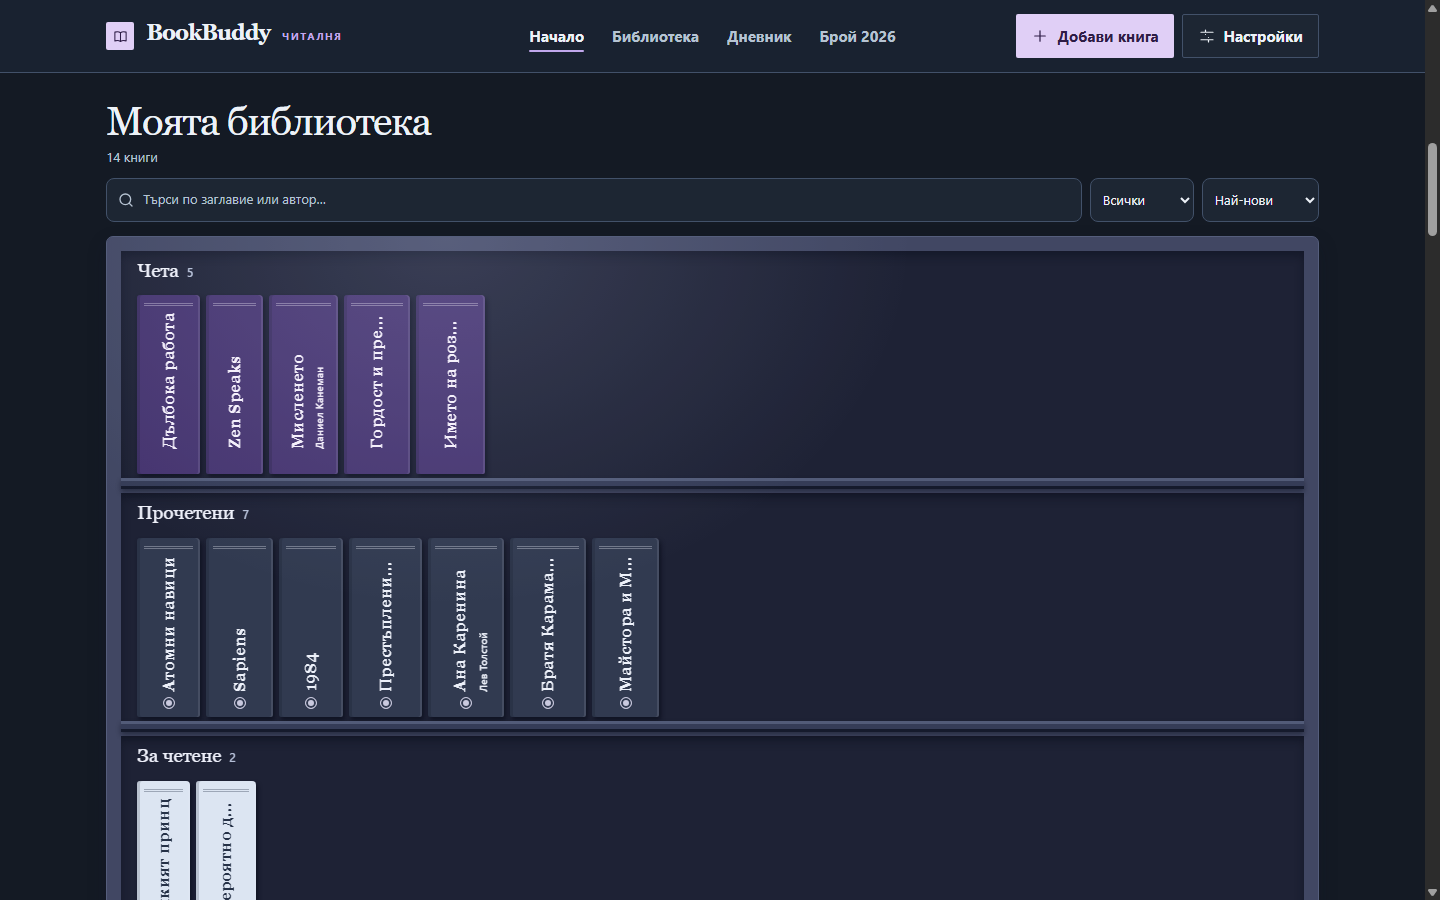 BookBuddy ЧИТАЛНЯ
Начало
Библиотека
Дневник
Брой 2026
Добави книга
Настройки
Моята библиотека
14 книги
Търси по заглавие или автор...
Всички
Най-нови
Чета 5
Дълбока работа
Zen Speaks
Мисленето
Даниел Канеман
Гордост и пре...
Името на роз...
Прочетени 7
Атомни навици
Sapiens
1984
Престъплени...
Ана Каренина
Лев Толстой
Братя Карама...
Майстора и М...
За четене 2
кият принц
ероятно д...